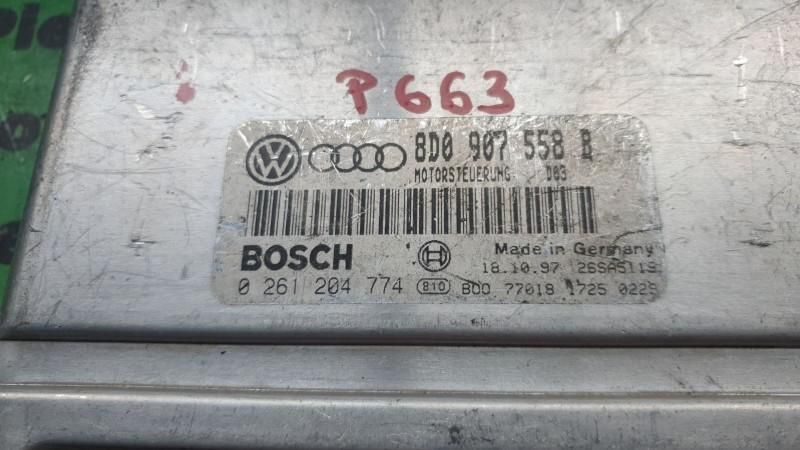 P663
8D0 907 558 B
MOTORSTEUERUNG D03
BOSCH
Made in Germany
18.10.97 26SA5119
0 261 204 774 810 B00 77018 1725 0229